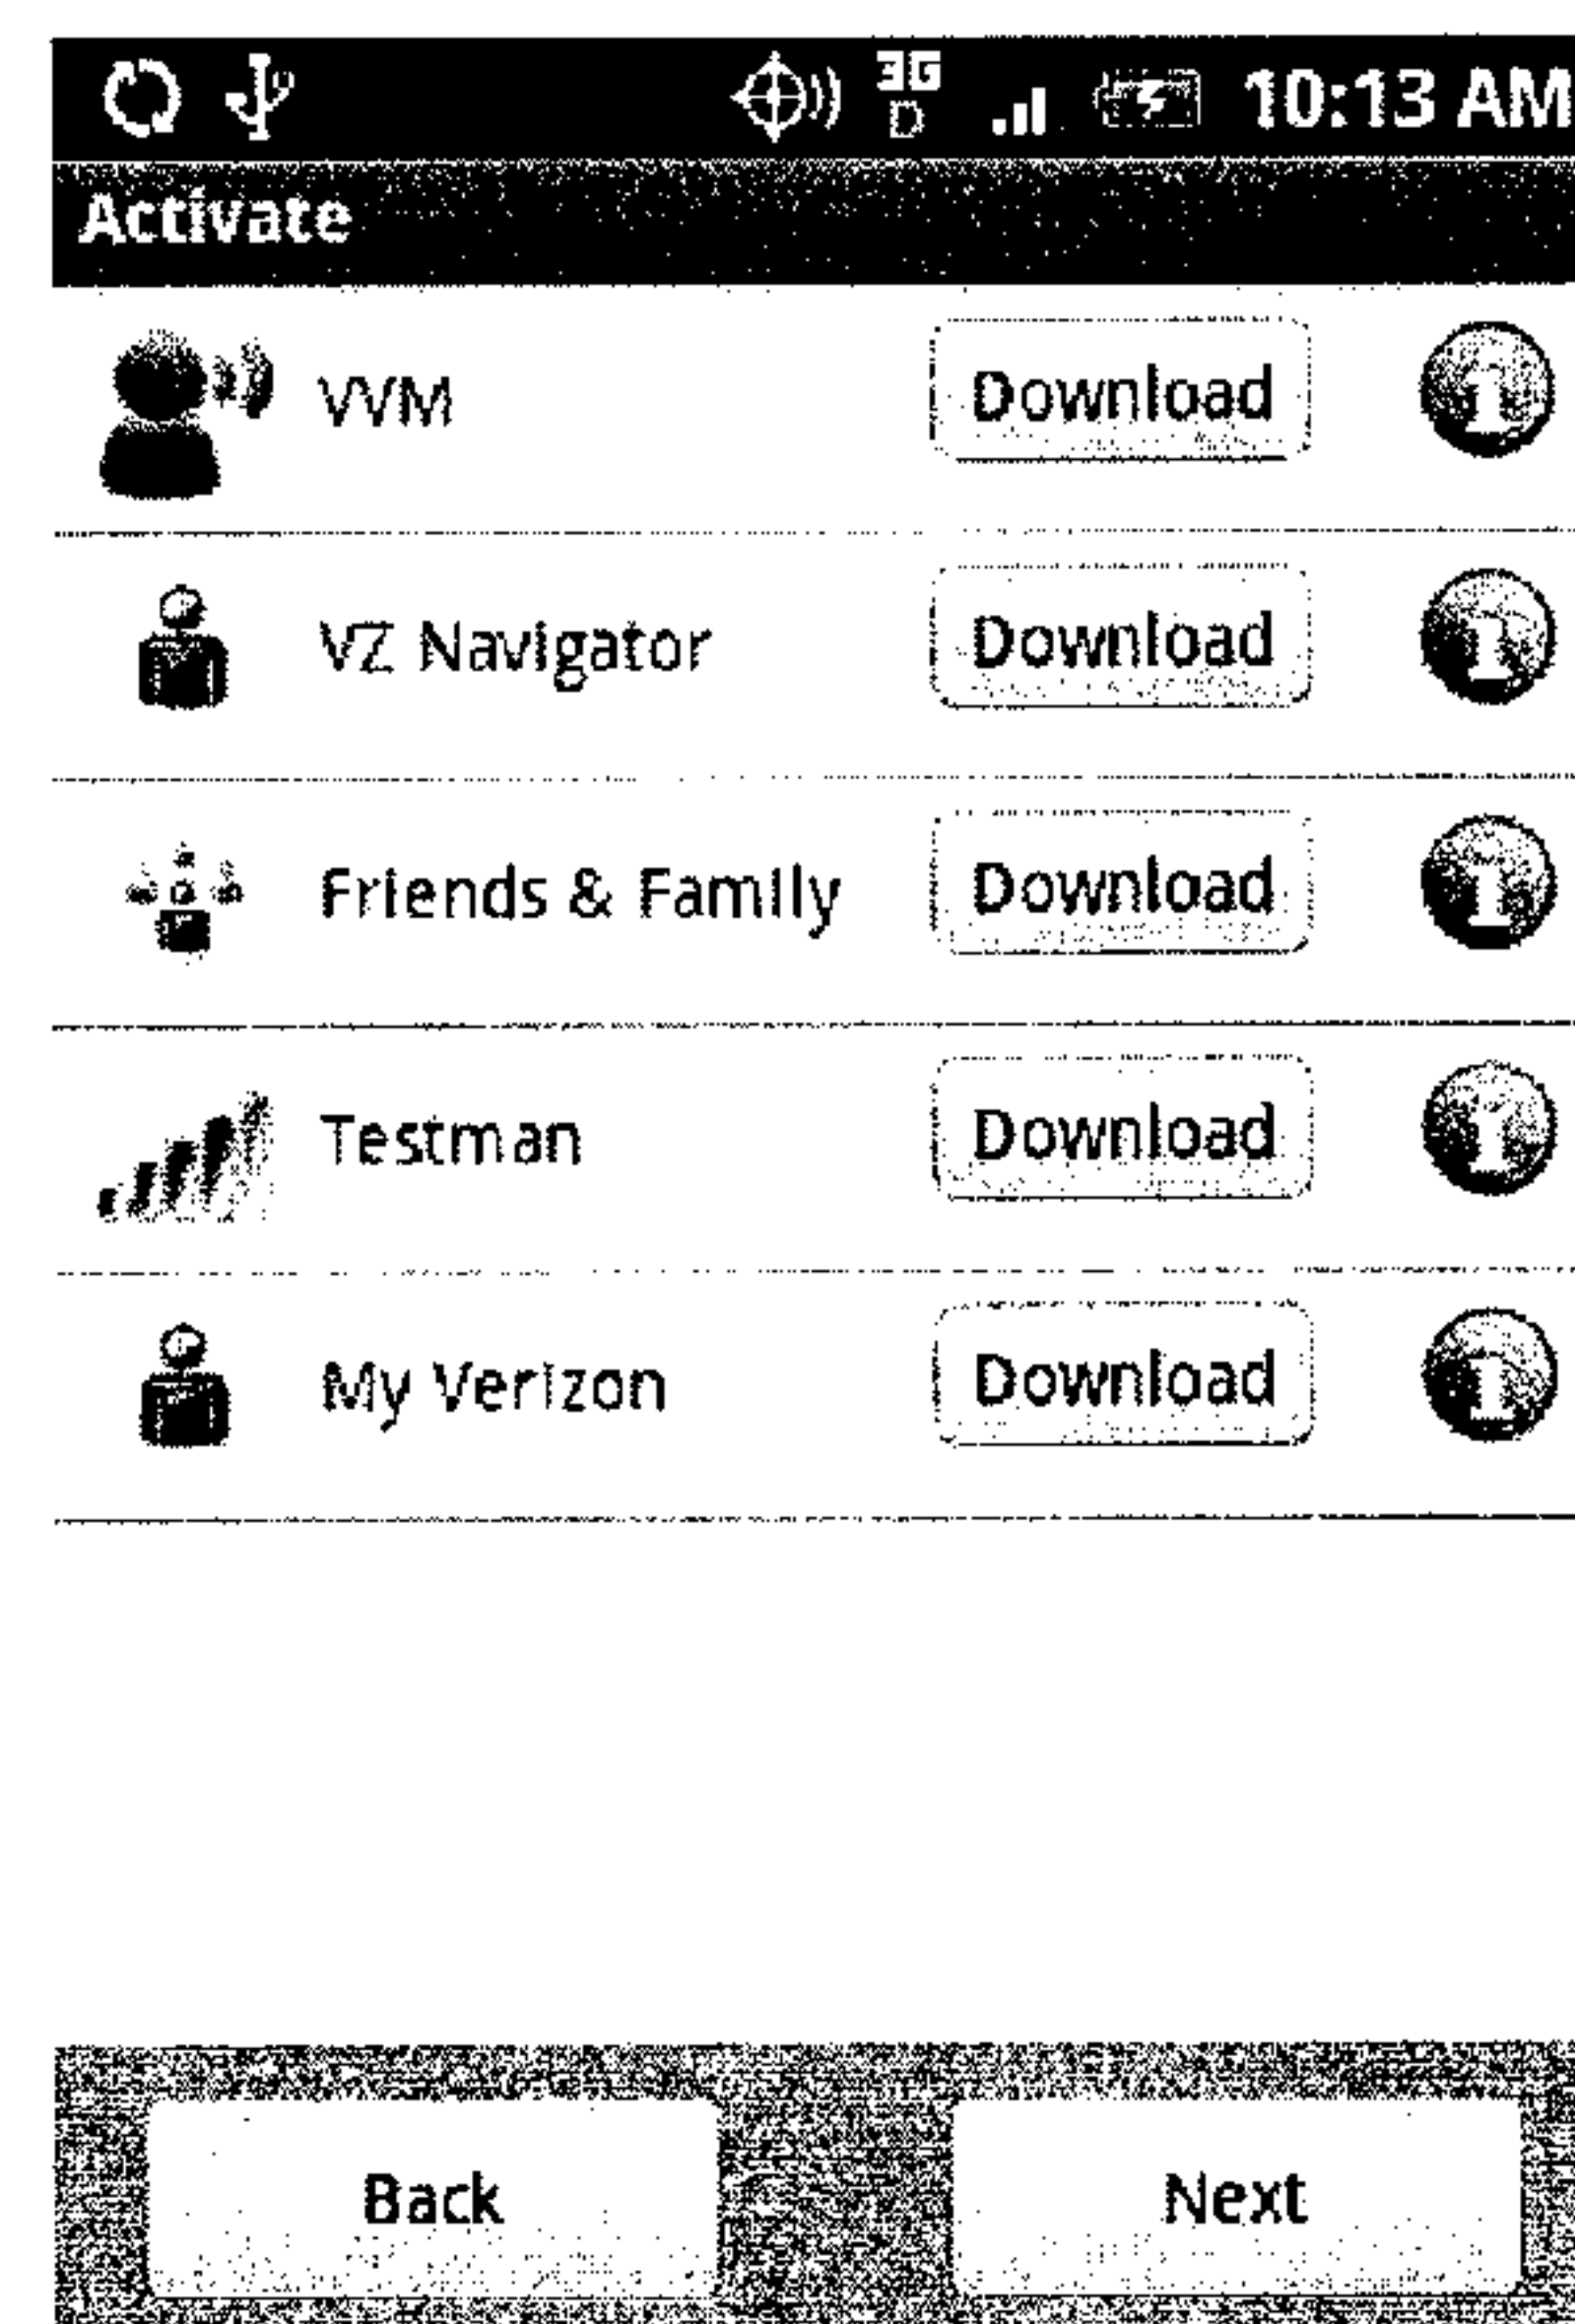 3G
D
10:13 AM
Activate
VVM Download i
VZ Navigator Download i
Friends & Family Download i
Testman Download i
My Verizon Download i
Back Next